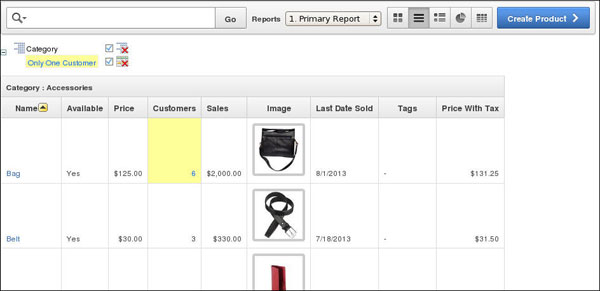 Go Reports 1. Primary Report Create Product
Category
Only One Customer
Category : Accessories
Name Available Price Customers Sales Image Last Date Sold Tags Price With Tax
Bag Yes $125.00 6 $2,000.00 8/1/2013 - $131.25
Belt Yes $30.00 3 $330.00 7/18/2013 - $31.50